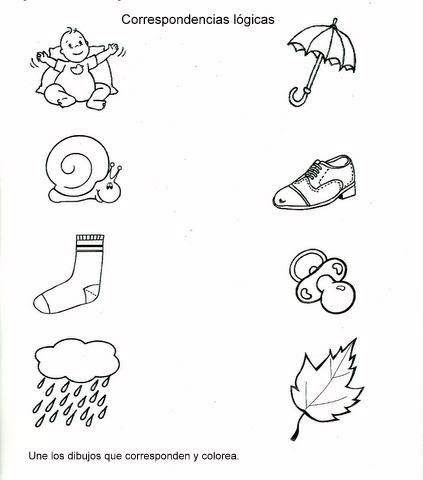 Correspondencias lógicas
Une los dibujos que corresponden y colorea.